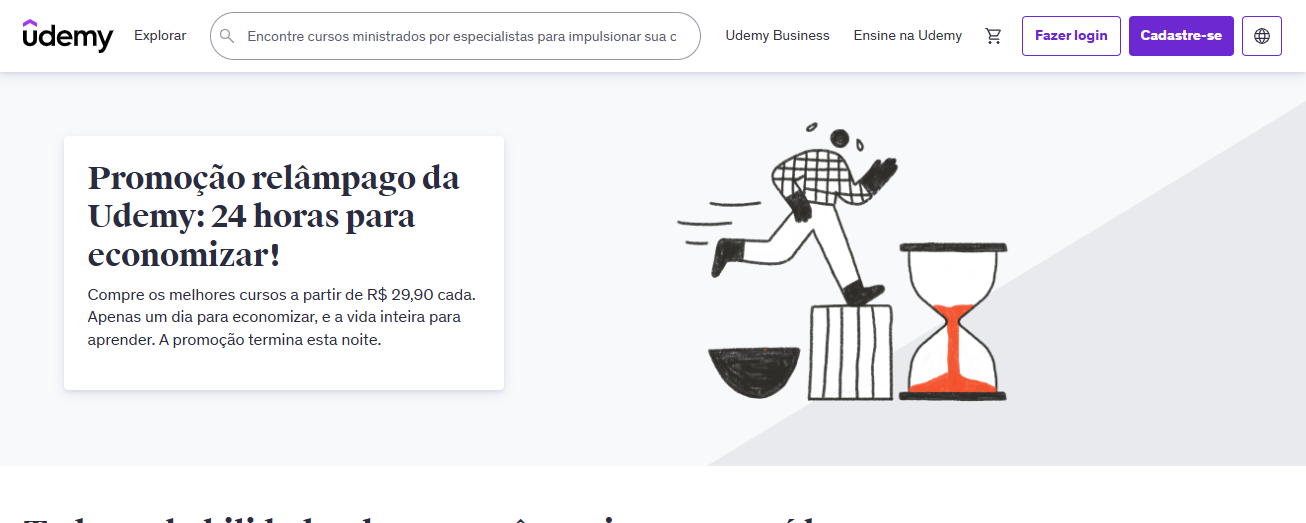 udemy
Explorar
Encontre cursos ministrados por especialistas para impulsionar sua c
Udemy Business
Ensine na Udemy
Fazer login
Cadastre-se
Promoção relâmpago da
Udemy: 24 horas para
economizar!
Compre os melhores cursos a partir de R$ 29,90 cada.
Apenas um dia para economizar, e a vida inteira para
aprender. A promoção termina esta noite.